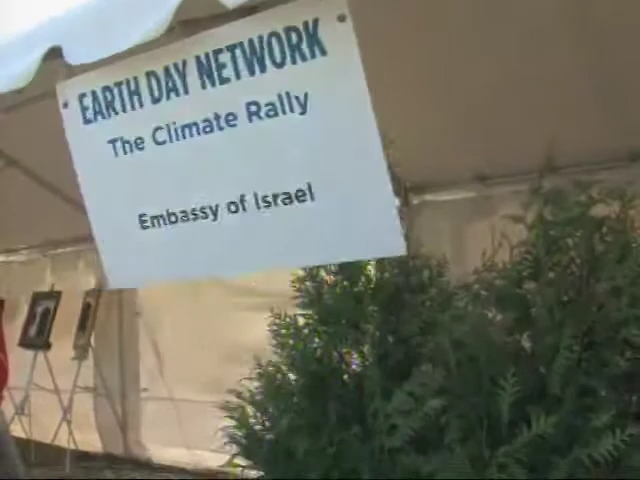 EARTH DAY NETWORK
The Climate Rally
Embassy of Israel